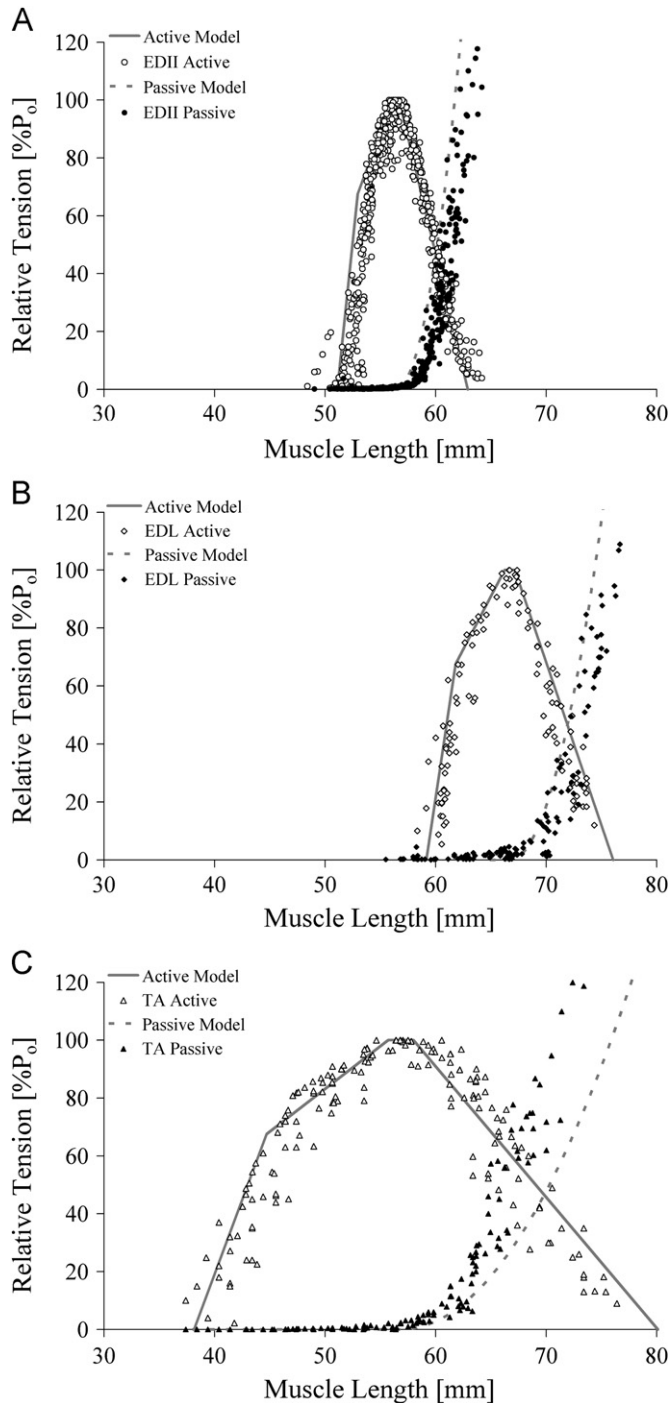 A
Active Model
EDII Active
Passive Model
EDII Passive
120
100
80
60
40
20
0
Relative Tension [%Po]
30 40 50 60 70 80
Muscle Length [mm]
B
Active Model
EDL Active
Passive Model
EDL Passive
120
100
80
60
40
20
0
Relative Tension [%Po]
30 40 50 60 70 80
Muscle Length [mm]
C
Active Model
TA Active
Passive Model
TA Passive
120
100
80
60
40
20
0
Relative Tension [%Po]
30 40 50 60 70 80
Muscle Length [mm]